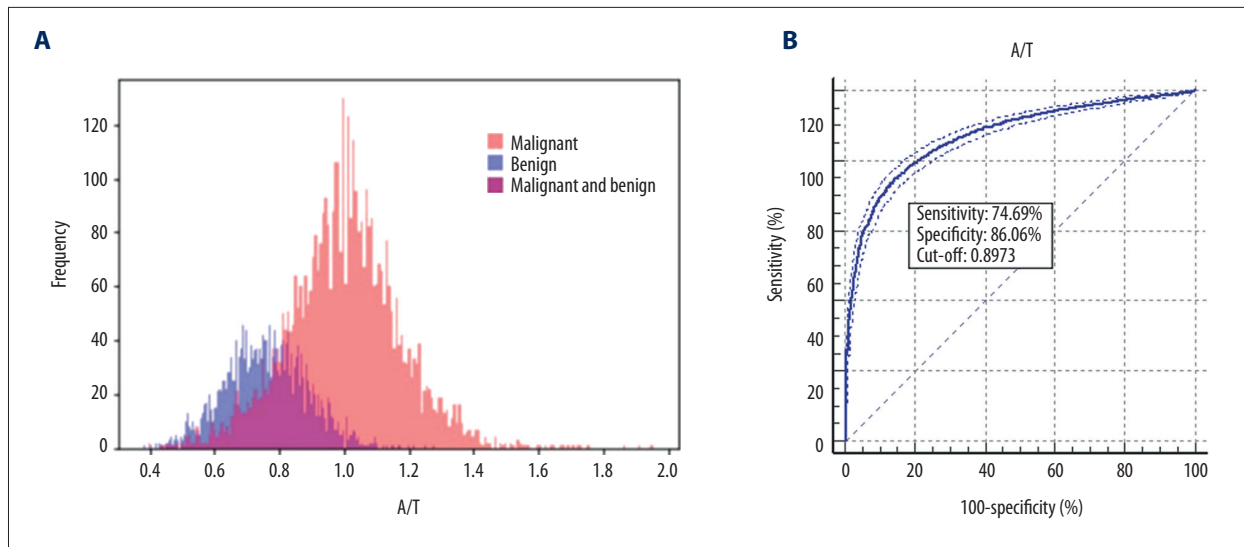 A
Frequency
120
100
80
60
40
20
0
Malignant
Benign
Malignant and benign
0.4 0.6 0.8 1.0 1.2 1.4 1.6 1.8 2.0
A/T
B
A/T
Sensitivity (%)
120
100
80
60
40
20
0
Sensitivity: 74.69%
Specificity: 86.06%
Cut-off: 0.8973
0 20 40 60 80 100
100-specificity (%)